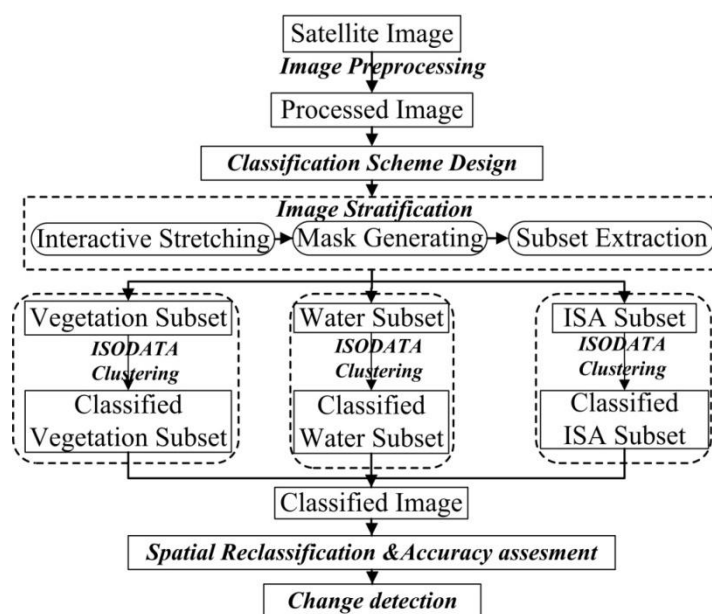 Satellite Image
Image Preprocessing
Processed Image
Classification Scheme Design
Image Stratification
Interactive Stretching
Mask Generating
Subset Extraction
Vegetation Subset
ISODATA
Clustering
Classified
Vegetation Subset
Water Subset
ISODATA
Clustering
Classified
Water Subset
ISA Subset
ISODATA
Clustering
Classified
ISA Subset
Classified Image
Spatial Reclassification &Accuracy assesment
Change detection